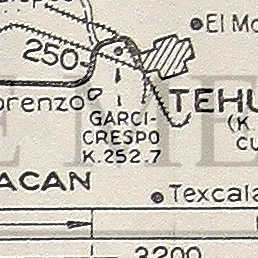 El Mo
250
orenzo
TEHU
GARCI-
CRESPO
K.252.7
(K
cu
ACAN
Texcala
3200